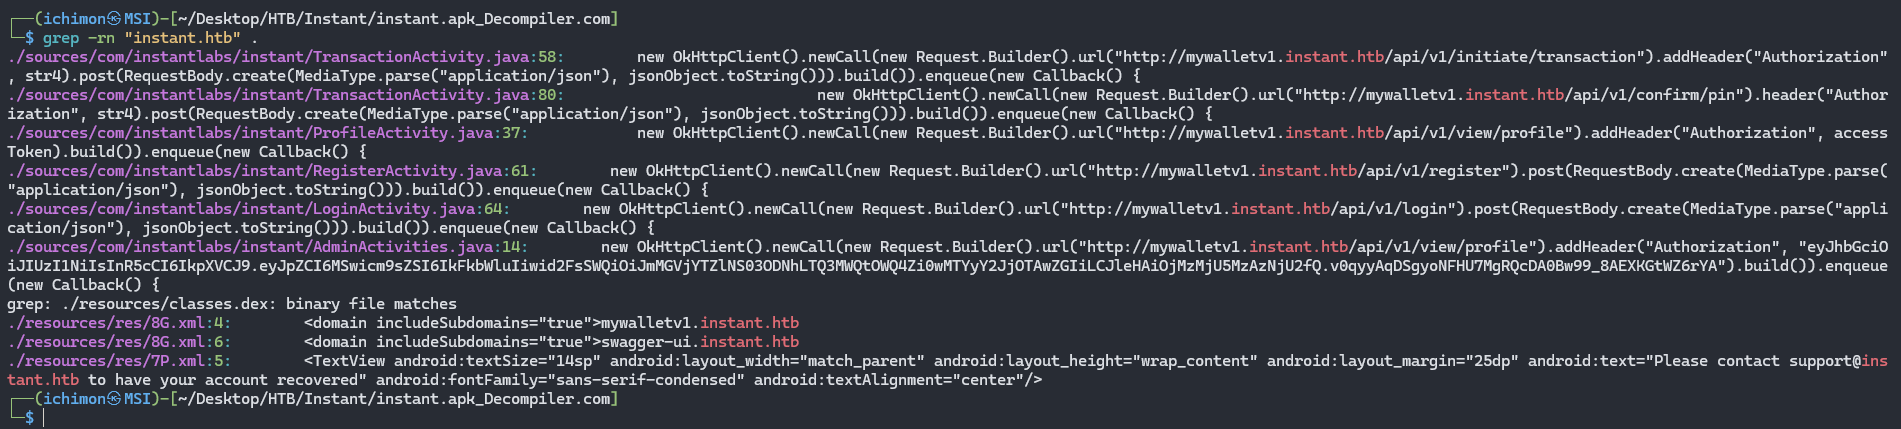 ┌──(ichimon㉿MSI)-[~/Desktop/HTB/Instant/instant.apk_Decompiler.com]
└─$ grep -rn "instant.htb" .
./sources/com/instantlabs/instant/TransactionActivity.java:58:        new OkHttpClient().newCall(new Request.Builder().url("http://mywalletv1.instant.htb/api/v1/initiate/transaction").addHeader("Authorization"
, str4).post(RequestBody.create(MediaType.parse("application/json"), jsonObject.toString())).build()).enqueue(new Callback() {
./sources/com/instantlabs/instant/TransactionActivity.java:80:                            new OkHttpClient().newCall(new Request.Builder().url("http://mywalletv1.instant.htb/api/v1/confirm/pin").header("Author
ization", str4).post(RequestBody.create(MediaType.parse("application/json"), jsonObject.toString())).build()).enqueue(new Callback() {
./sources/com/instantlabs/instant/ProfileActivity.java:37:            new OkHttpClient().newCall(new Request.Builder().url("http://mywalletv1.instant.htb/api/v1/view/profile").addHeader("Authorization", access
Token).build()).enqueue(new Callback() {
./sources/com/instantlabs/instant/RegisterActivity.java:61:        new OkHttpClient().newCall(new Request.Builder().url("http://mywalletv1.instant.htb/api/v1/register").post(RequestBody.create(MediaType.parse(
"application/json"), jsonObject.toString())).build()).enqueue(new Callback() {
./sources/com/instantlabs/instant/LoginActivity.java:64:        new OkHttpClient().newCall(new Request.Builder().url("http://mywalletv1.instant.htb/api/v1/login").post(RequestBody.create(MediaType.parse("appli
cation/json"), jsonObject.toString())).build()).enqueue(new Callback() {
./sources/com/instantlabs/instant/AdminActivities.java:14:        new OkHttpClient().newCall(new Request.Builder().url("http://mywalletv1.instant.htb/api/v1/view/profile").addHeader("Authorization", "eyJhbGciO
iJIUzI1NiIsInR5cCI6IkpXVCJ9.eyJpZCI6MSwicm9sZSI6IkFkbWluIiwid2FsSWQiOiJmMGVjYTZlNS03ODNhLTQ3MWQtOWQ4Zi0wMTYyY2JjOTAwZGIiLCJleHAiOjMzMjU5MzAzNjU2fQ.v0qyyAqDSgyoNFHU7MgRQcDA0Bw99_8AEXKGtWZ6rYA").build()).enqueue
(new Callback() {
grep: ./resources/classes.dex: binary file matches
./resources/res/8G.xml:4:        <domain includeSubdomains="true">mywalletv1.instant.htb
./resources/res/8G.xml:6:        <domain includeSubdomains="true">swagger-ui.instant.htb
./resources/res/7P.xml:5:        <TextView android:textSize="14sp" android:layout_width="match_parent" android:layout_height="wrap_content" android:layout_margin="25dp" android:text="Please contact support@ins
tant.htb to have your account recovered" android:fontFamily="sans-serif-condensed" android:textAlignment="center"/>
┌──(ichimon㉿MSI)-[~/Desktop/HTB/Instant/instant.apk_Decompiler.com]
└─$